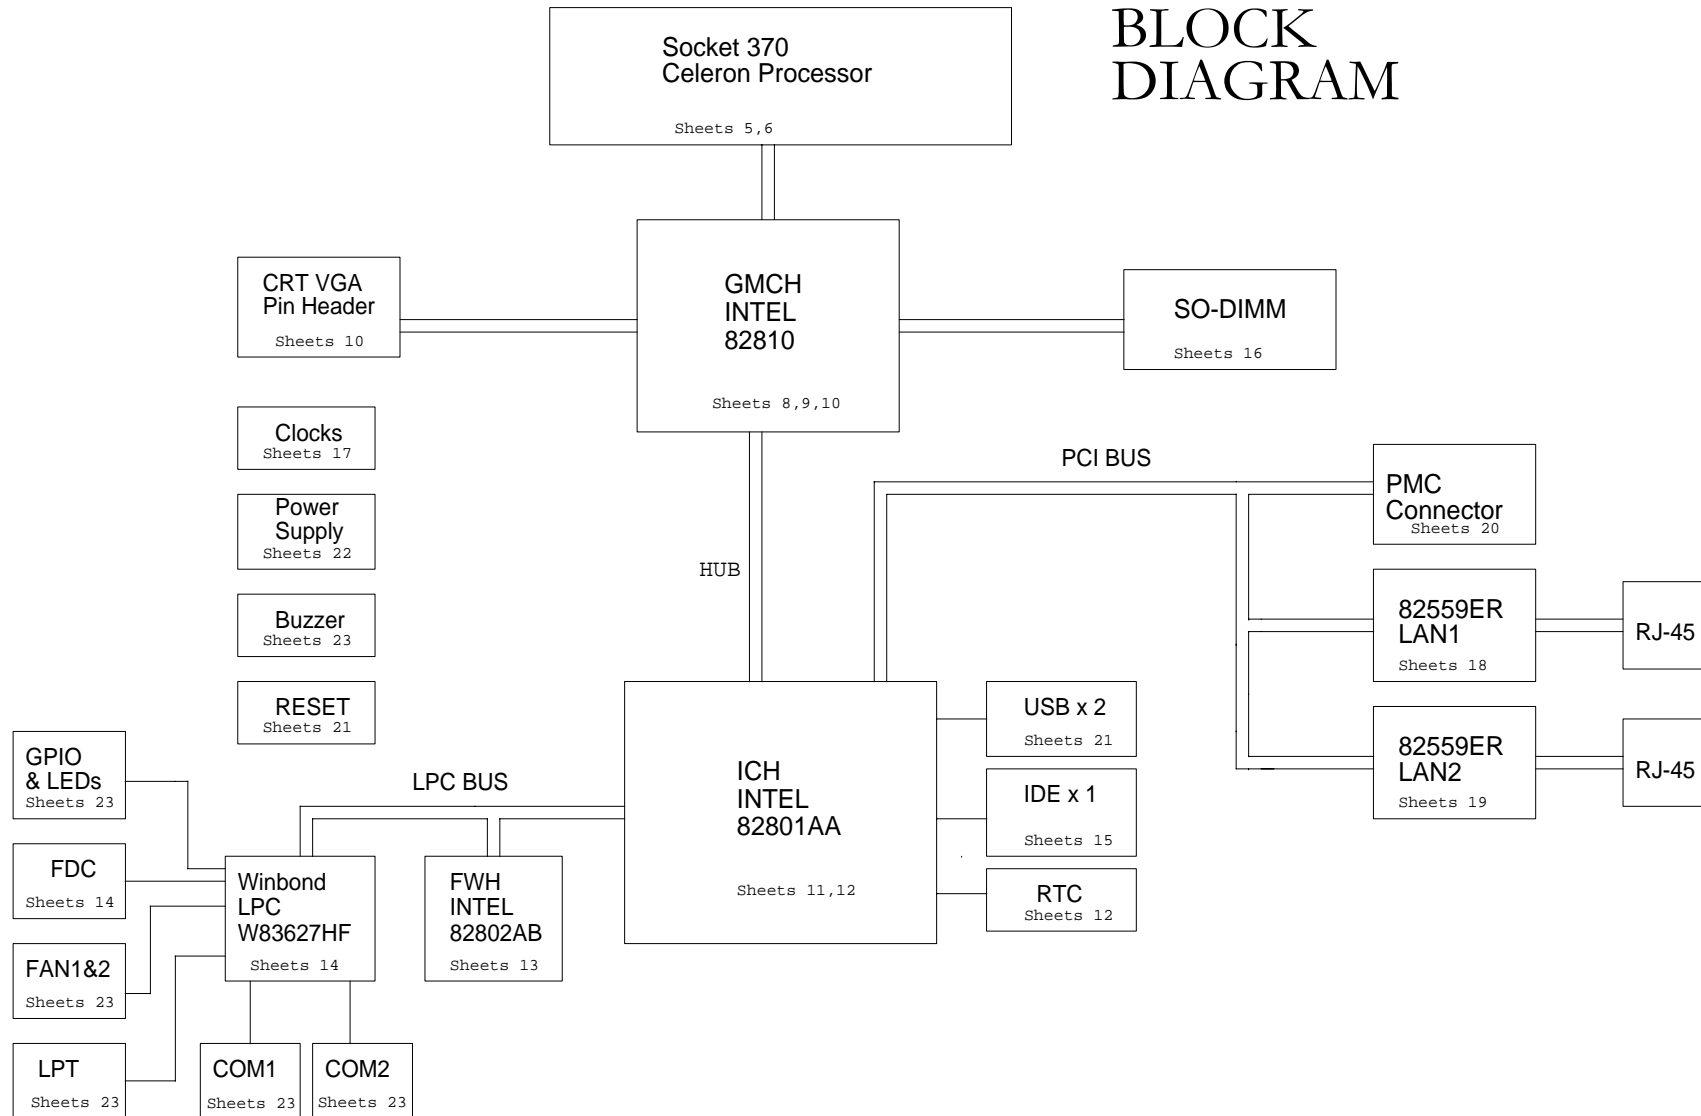 BLOCK
DIAGRAM
Socket 370
Celeron Processor
Sheets 5,6
CRT VGA
Pin Header
Sheets 10
GMCH
INTEL
82810
Sheets 8,9,10
SO-DIMM
Sheets 16
Clocks
Sheets 17
Power
Supply
Sheets 22
Buzzer
Sheets 23
RESET
Sheets 21
HUB
PCI BUS
PMC
Connector
Sheets 20
82559ER
LAN1
Sheets 18
RJ-45
82559ER
LAN2
Sheets 19
RJ-45
GPIO
& LEDs
Sheets 23
FDC
Sheets 14
FAN1&2
Sheets 23
LPT
Sheets 23
LPC BUS
Winbond
LPC
W83627HF
Sheets 14
FWH
INTEL
82802AB
Sheets 13
ICH
INTEL
82801AA
Sheets 11,12
USB x 2
Sheets 21
IDE x 1
Sheets 15
RTC
Sheets 12
COM1
Sheets 23
COM2
Sheets 23